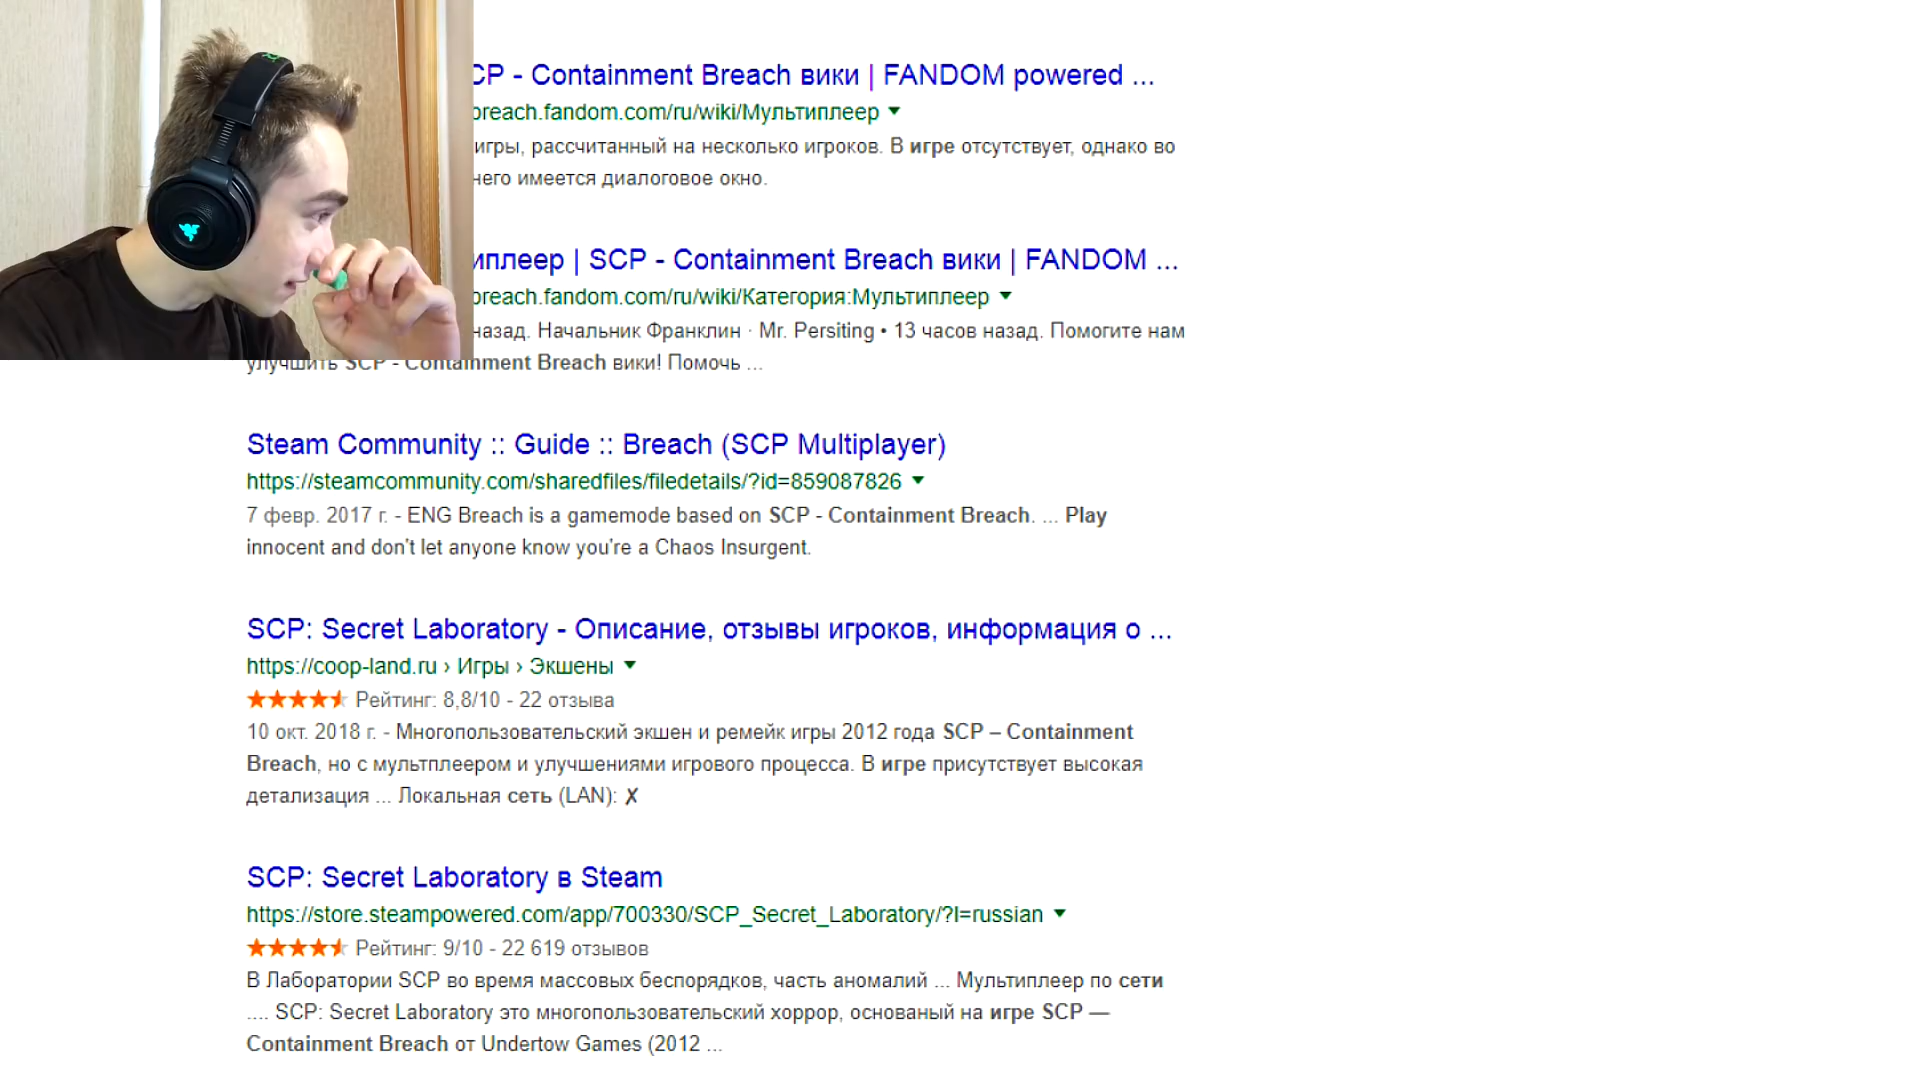 CP - Containment Breach вики | FANDOM powered ...
breach.fandom.com/ru/wiki/Мультиплеер
игры, рассчитанный на несколько игроков. В игре отсутствует, однако во
него имеется диалоговое окно.
иплеер | SCP - Containment Breach вики | FANDOM ...
breach.fandom.com/ru/wiki/Категория:Мультиплеер
назад. Начальник Франклин · Mr. Persiting • 13 часов назад. Помогите нам
улучшить SCP - Containment Breach вики! Помочь ...
Steam Community :: Guide :: Breach (SCP Multiplayer)
https://steamcommunity.com/sharedfiles/filedetails/?id=859087826
7 февр. 2017 г. - ENG Breach is a gamemode based on SCP - Containment Breach. ... Play
innocent and don't let anyone know you're a Chaos Insurgent.
SCP: Secret Laboratory - Описание, отзывы игроков, информация о ...
https://coop-land.ru › Игры › Экшены
Рейтинг: 8,8/10 - 22 отзыва
10 окт. 2018 г. - Многопользовательский экшен и ремейк игры 2012 года SCP – Containment
Breach, но с мультплеером и улучшениями игрового процесса. В игре присутствует высокая
детализация ... Локальная сеть (LAN): ✗
SCP: Secret Laboratory в Steam
https://store.steampowered.com/app/700330/SCP_Secret_Laboratory/?l=russian
Рейтинг: 9/10 - 22 619 отзывов
В Лаборатории SCP во время массовых беспорядков, часть аномалий ... Мультиплеер по сети
.... SCP: Secret Laboratory это многопользовательский хоррор, основаный на игре SCP —
Containment Breach от Undertow Games (2012 ...